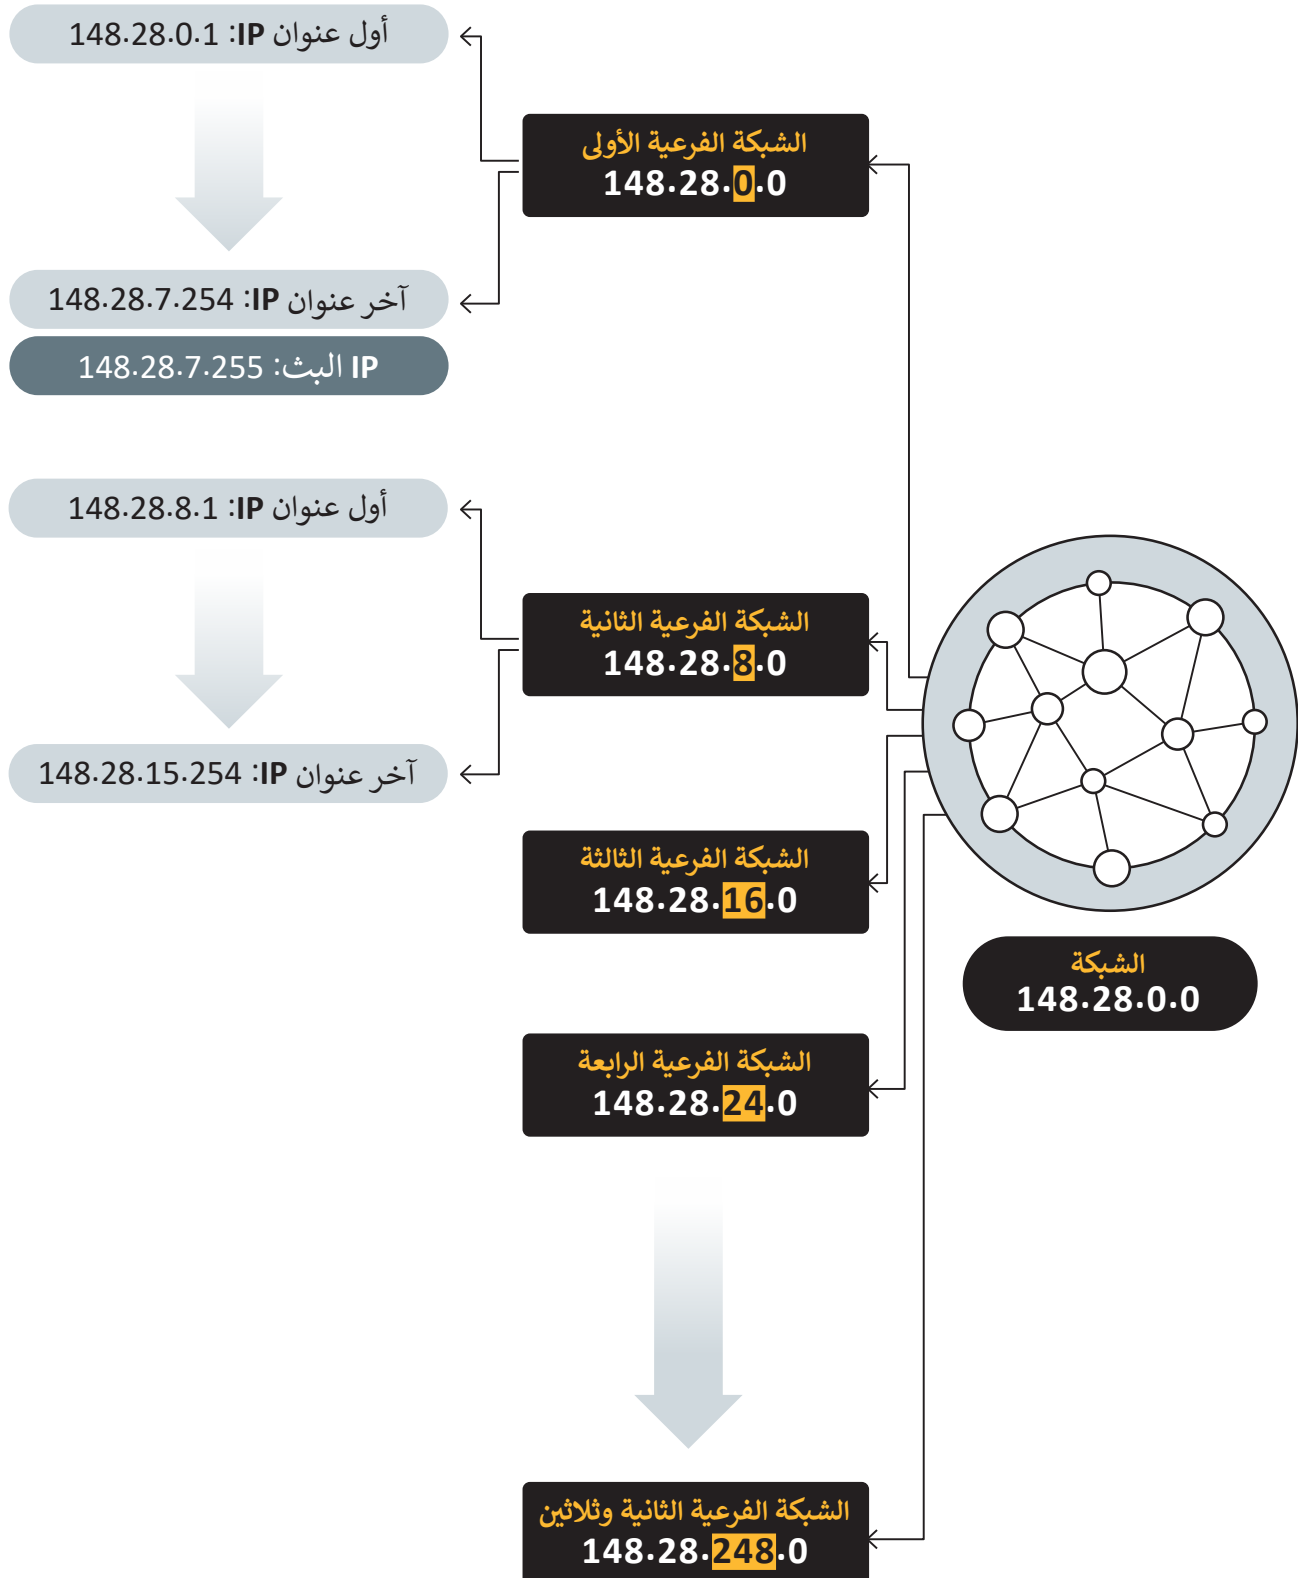 أول عنوان IP: 148.28.0.1
الشبكة الفرعية الأولى
148.28.0.0
آخر عنوان IP: 148.28.7.254
IP البث: 148.28.7.255
أول عنوان IP: 148.28.8.1
الشبكة الفرعية الثانية
148.28.8.0
آخر عنوان IP: 148.28.15.254
الشبكة الفرعية الثالثة
148.28.16.0
الشبكة
148.28.0.0
الشبكة الفرعية الرابعة
148.28.24.0
الشبكة الفرعية الثانية وثلاثين
148.28.248.0